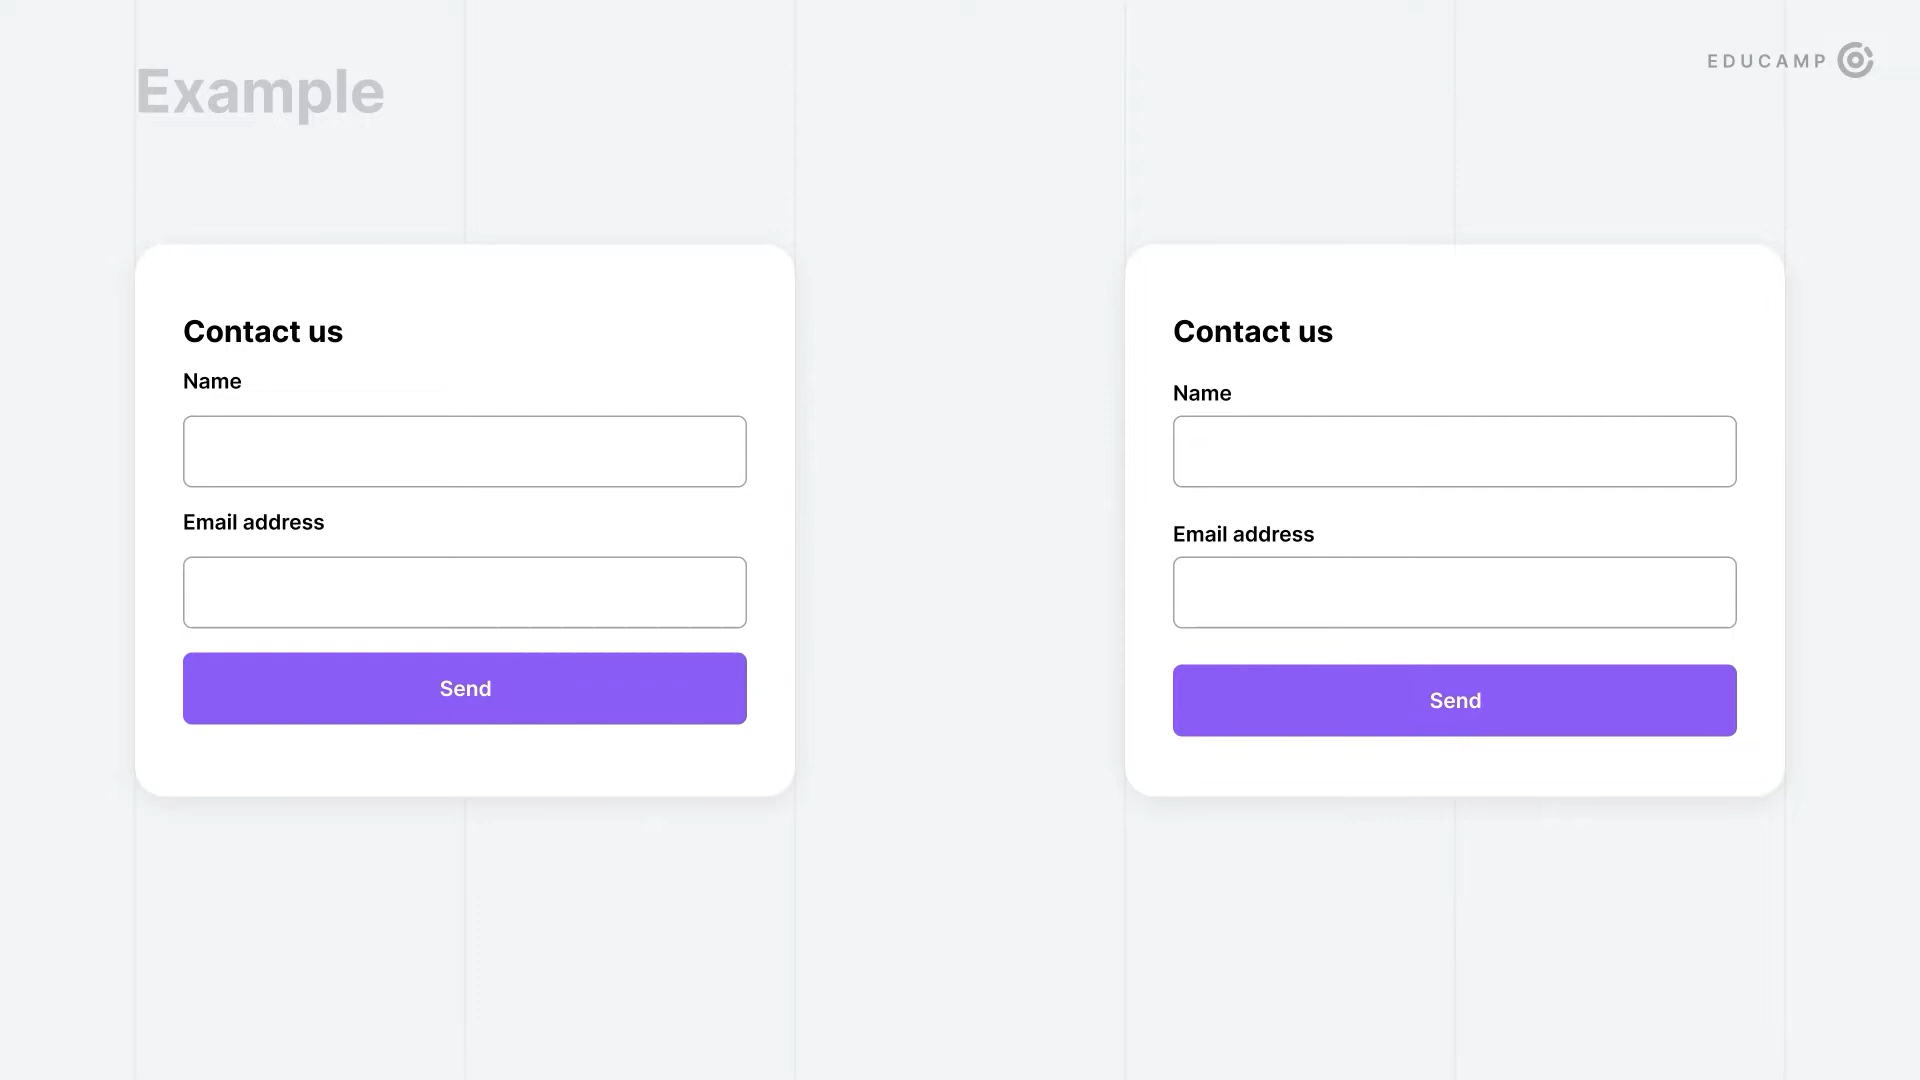 Example
EDUCAMP
Contact us
Name
Email address
Send
Contact us
Name
Email address
Send